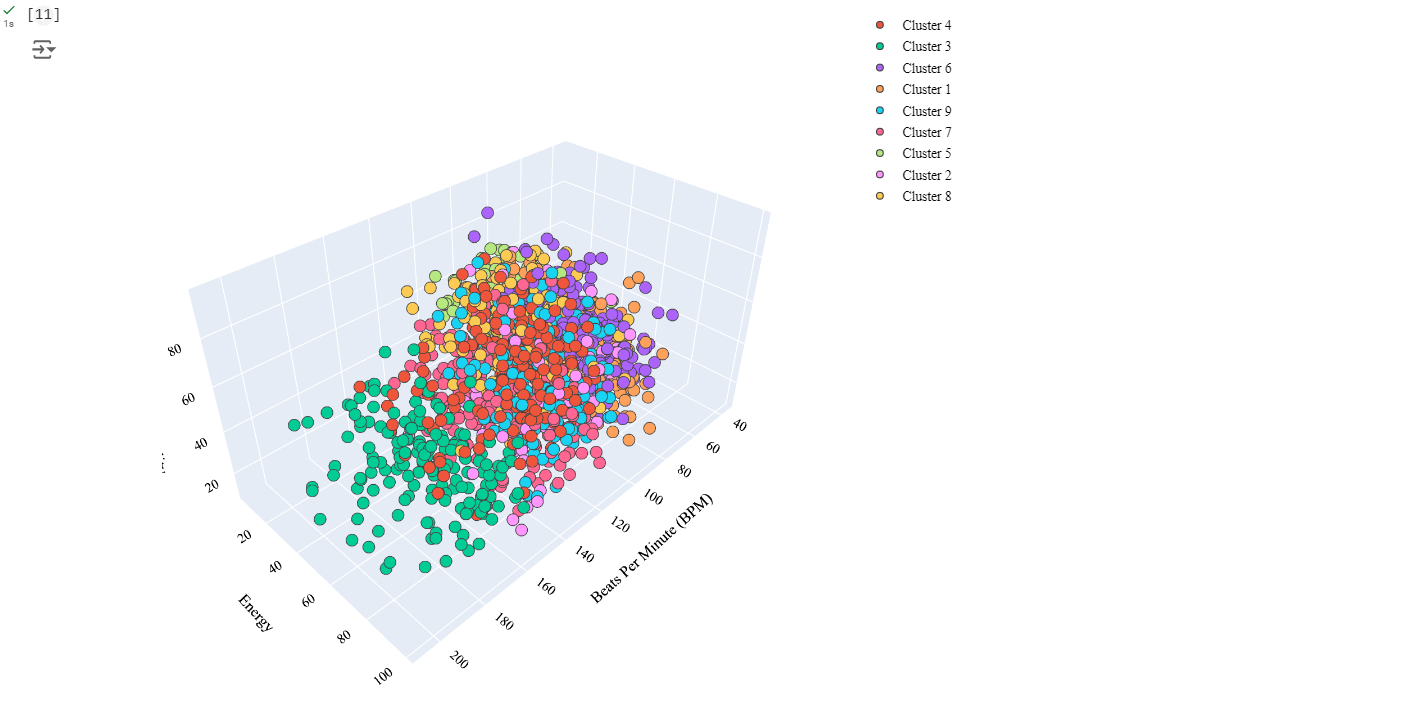 [11]
1s
Cluster 4
Cluster 3
Cluster 6
Cluster 1
Cluster 9
Cluster 7
Cluster 5
Cluster 2
Cluster 8
80
60
40
20
20
40
60
80
100
Energy
40
60
80
100
120
140
160
180
200
Beats Per Minute (BPM)